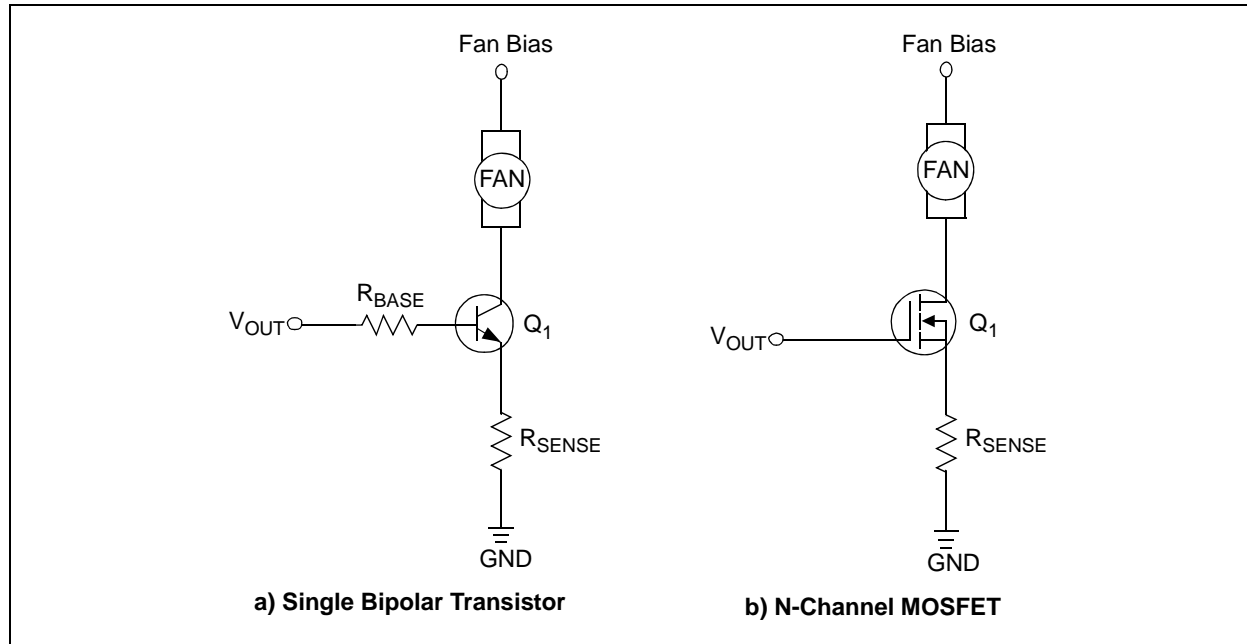 Fan Bias
FAN
R_BASE
V_OUT
Q_1
R_SENSE
GND
a) Single Bipolar Transistor
Fan Bias
FAN
V_OUT
Q_1
R_SENSE
GND
b) N-Channel MOSFET